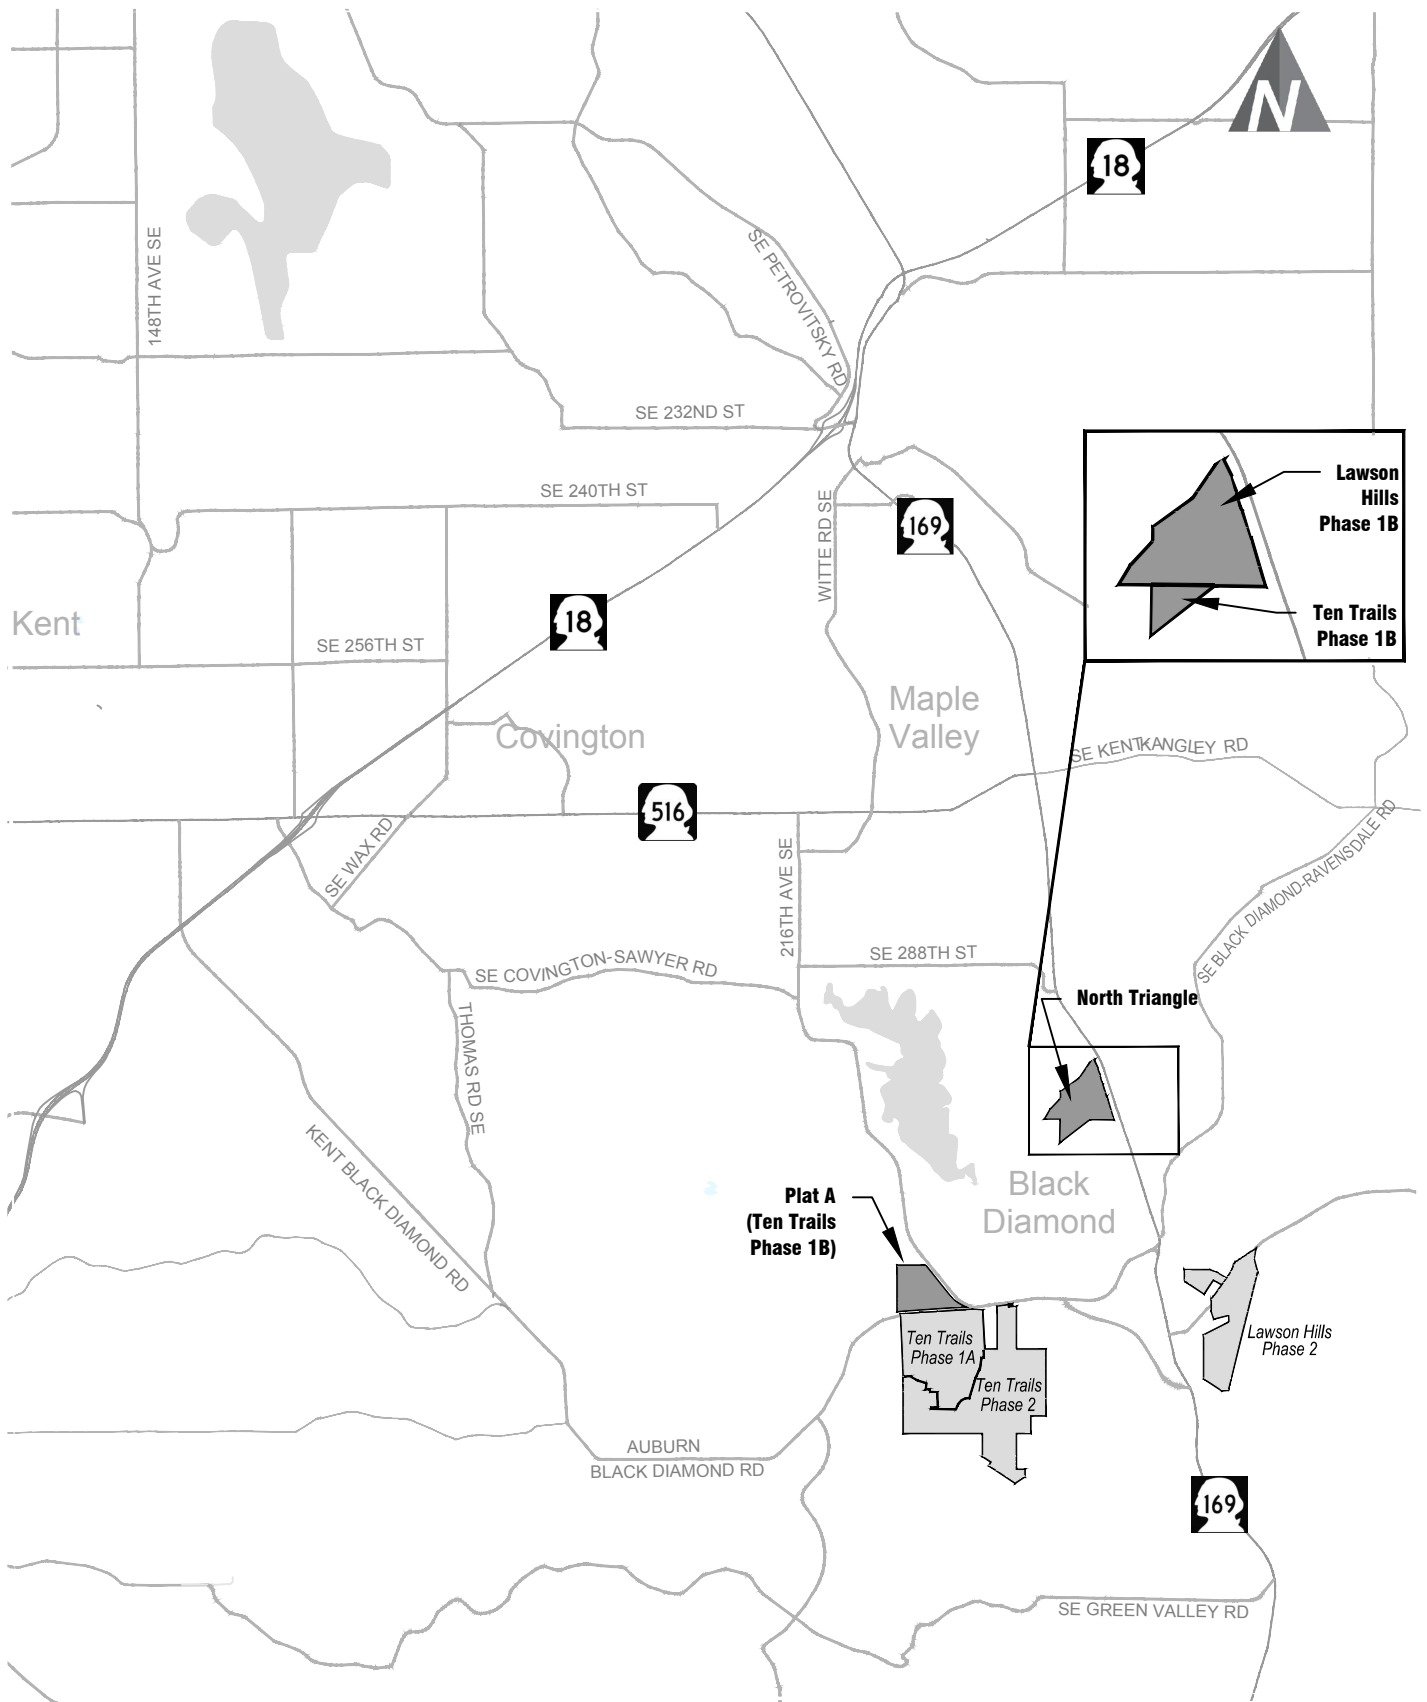 N
18
148TH AVE SE
SE PETROVITSKY RD
SE 232ND ST
Lawson
Hills
Phase 1B
SE 240TH ST
WITTE RD SE
169
18
Kent
Ten Trails
Phase 1B
SE 256TH ST
Maple
Valley
Covington
SE KENTKANGLEY RD
516
SE WAX RD
216TH AVE SE
SE BLACK DIAMOND-RAVENSDALE RD
SE 288TH ST
SE COVINGTON-SAWYER RD
North Triangle
THOMAS RD SE
KENT BLACK DIAMOND RD
Black
Diamond
Plat A
(Ten Trails
Phase 1B)
Ten Trails
Phase 1A
Lawson Hills
Phase 2
Ten Trails
Phase 2
AUBURN
BLACK DIAMOND RD
169
SE GREEN VALLEY RD